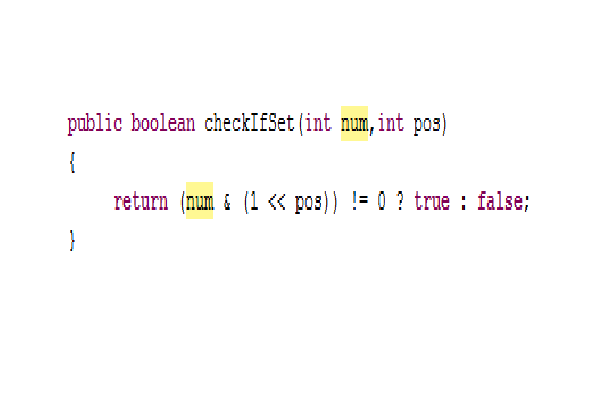 public boolean checkIfSet(int num,int pos)
{
return (num & (1 << pos)) != 0 ? true : false;
}